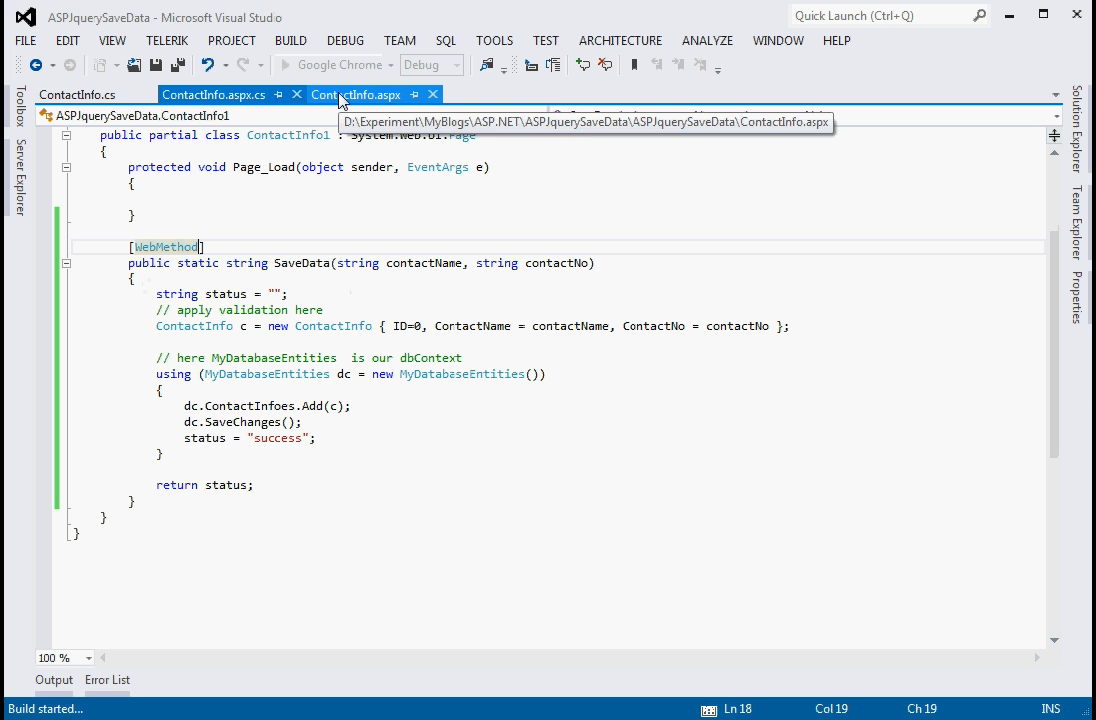 ASPJquerySaveData - Microsoft Visual Studio
Quick Launch (Ctrl+Q)
FILE EDIT VIEW TELERIK PROJECT BUILD DEBUG TEAM SQL TOOLS TEST ARCHITECTURE ANALYZE WINDOW HELP
Google Chrome Debug
ContactInfo.cs ContactInfo.aspx.cs ContactInfo.aspx
ASPJquerySaveData.ContactInfo1
D:\Experiment\MyBlogs\ASP.NET\ASPJquerySaveData\ASPJquerySaveData\ContactInfo.aspx
Toolbox
Server Explorer
public partial class ContactInfo1 : System.Web.UI.Page
{
protected void Page_Load(object sender, EventArgs e)
{
}
[WebMethod]
public static string SaveData(string contactName, string contactNo)
{
string status = "";
// apply validation here
ContactInfo c = new ContactInfo { ID=0, CortactName = contactName, ContactNo = contactNo };
// here MyDatabaseEntities is our dbContext
using (MyDatabaseEntities dc = new MyDatabaseEntities())
{
dc.ContactInfoes.Add(c);
dc.SaveChanges();
status = "success";
}
return status;
}
}
}
Solution Explorer
Team Explorer
Properties
100 %
Output Error List
Build started...
Ln 18 Col 19 Ch 19 INS